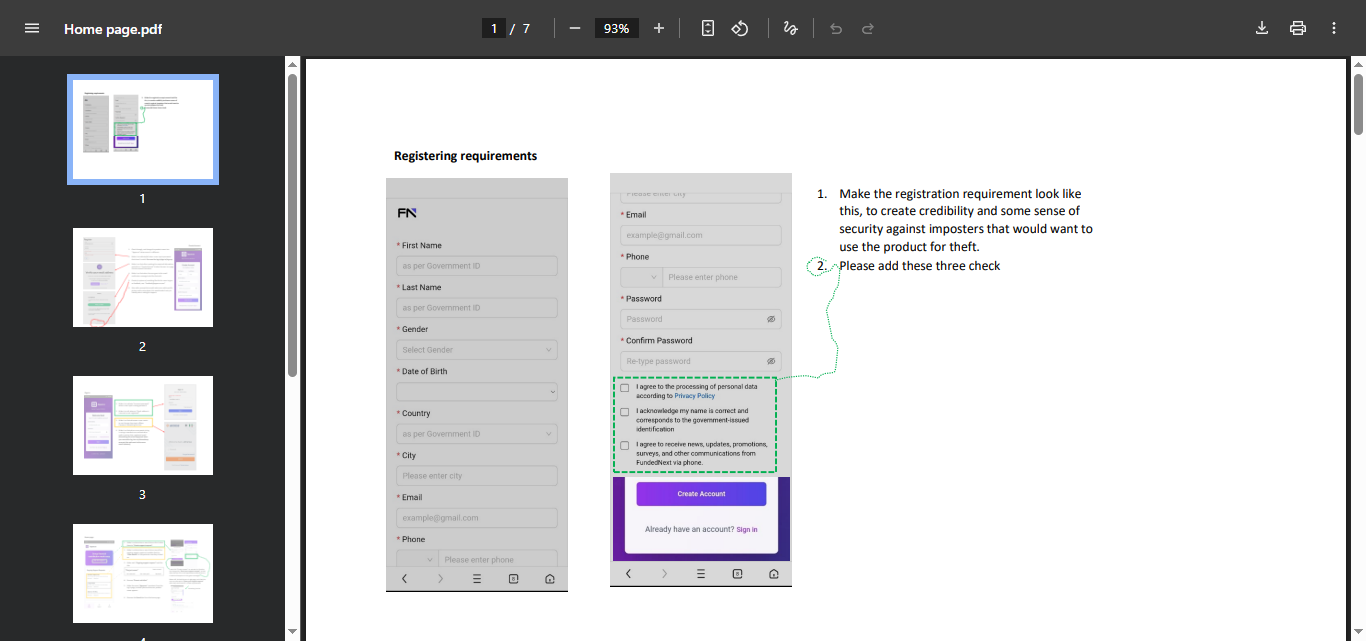 Home page.pdf
1 / 7
93%
1
2
3
Registering requirements
FN
* First Name
as per Government ID
* Last Name
as per Government ID
* Gender
Select Gender
* Date of Birth
* Country
as per Government ID
* City
Please enter city
* Email
example@gmail.com
* Phone
Please enter phone
Please enter city
* Email
example@gmail.com
* Phone
Please enter phone
* Password
Password
* Confirm Password
Re-type password
I agree to the processing of personal data
according to Privacy Policy
I acknowledge my name is correct and
corresponds to the government-issued
identification
I agree to receive news, updates, promotions,
surveys, and other communications from
FundedNext via phone.
Create Account
Already have an account? Sign in
1. Make the registration requirement look like
this, to create credibility and some sense of
security against imposters that would want to
use the product for theft.
2. Please add these three check